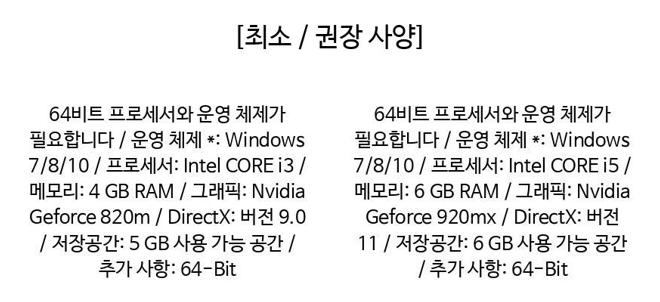 [최소 / 권장 사양]
64비트 프로세서와 운영 체제가
필요합니다 / 운영 체제 *: Windows
7/8/10 / 프로세서: Intel CORE i3 /
메모리: 4 GB RAM / 그래픽: Nvidia
Geforce 820m / DirectX: 버전 9.0
/ 저장공간: 5 GB 사용 가능 공간 /
추가 사항: 64-Bit
64비트 프로세서와 운영 체제가
필요합니다 / 운영 체제 *: Windows
7/8/10 / 프로세서: Intel CORE i5 /
메모리: 6 GB RAM / 그래픽: Nvidia
Geforce 920mx / DirectX: 버전
11 / 저장공간: 6 GB 사용 가능 공간
/ 추가 사항: 64-Bit